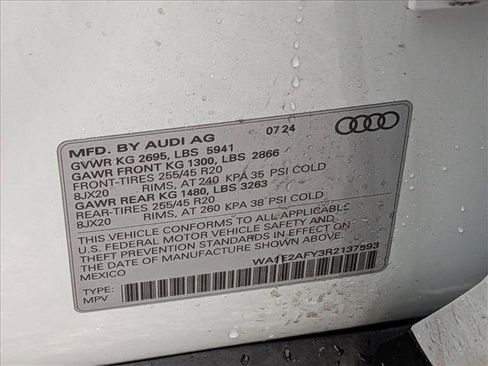 MFD. BY AUDI AG 07 24
GVWR KG 2695, LBS 5941
GAWR FRONT KG 1300, LBS 2866
FRONT-TIRES 255/45 R20
8JX20 RIMS, AT 240 KPA 35 PSI COLD
GAWR REAR KG 1480, LBS 3263
REAR-TIRES 255/45 R20
8JX20 RIMS, AT 260 KPA 38 PSI COLD
THIS VEHICLE CONFORMS TO ALL APPLICABLE
U.S. FEDERAL MOTOR VEHICLE SAFETY AND
THEFT PREVENTION STANDARDS IN EFFECT ON
THE DATE OF MANUFACTURE SHOWN ABOVE.
MEXICO
WA1E2AFY3R2137593
TYPE:
MPV